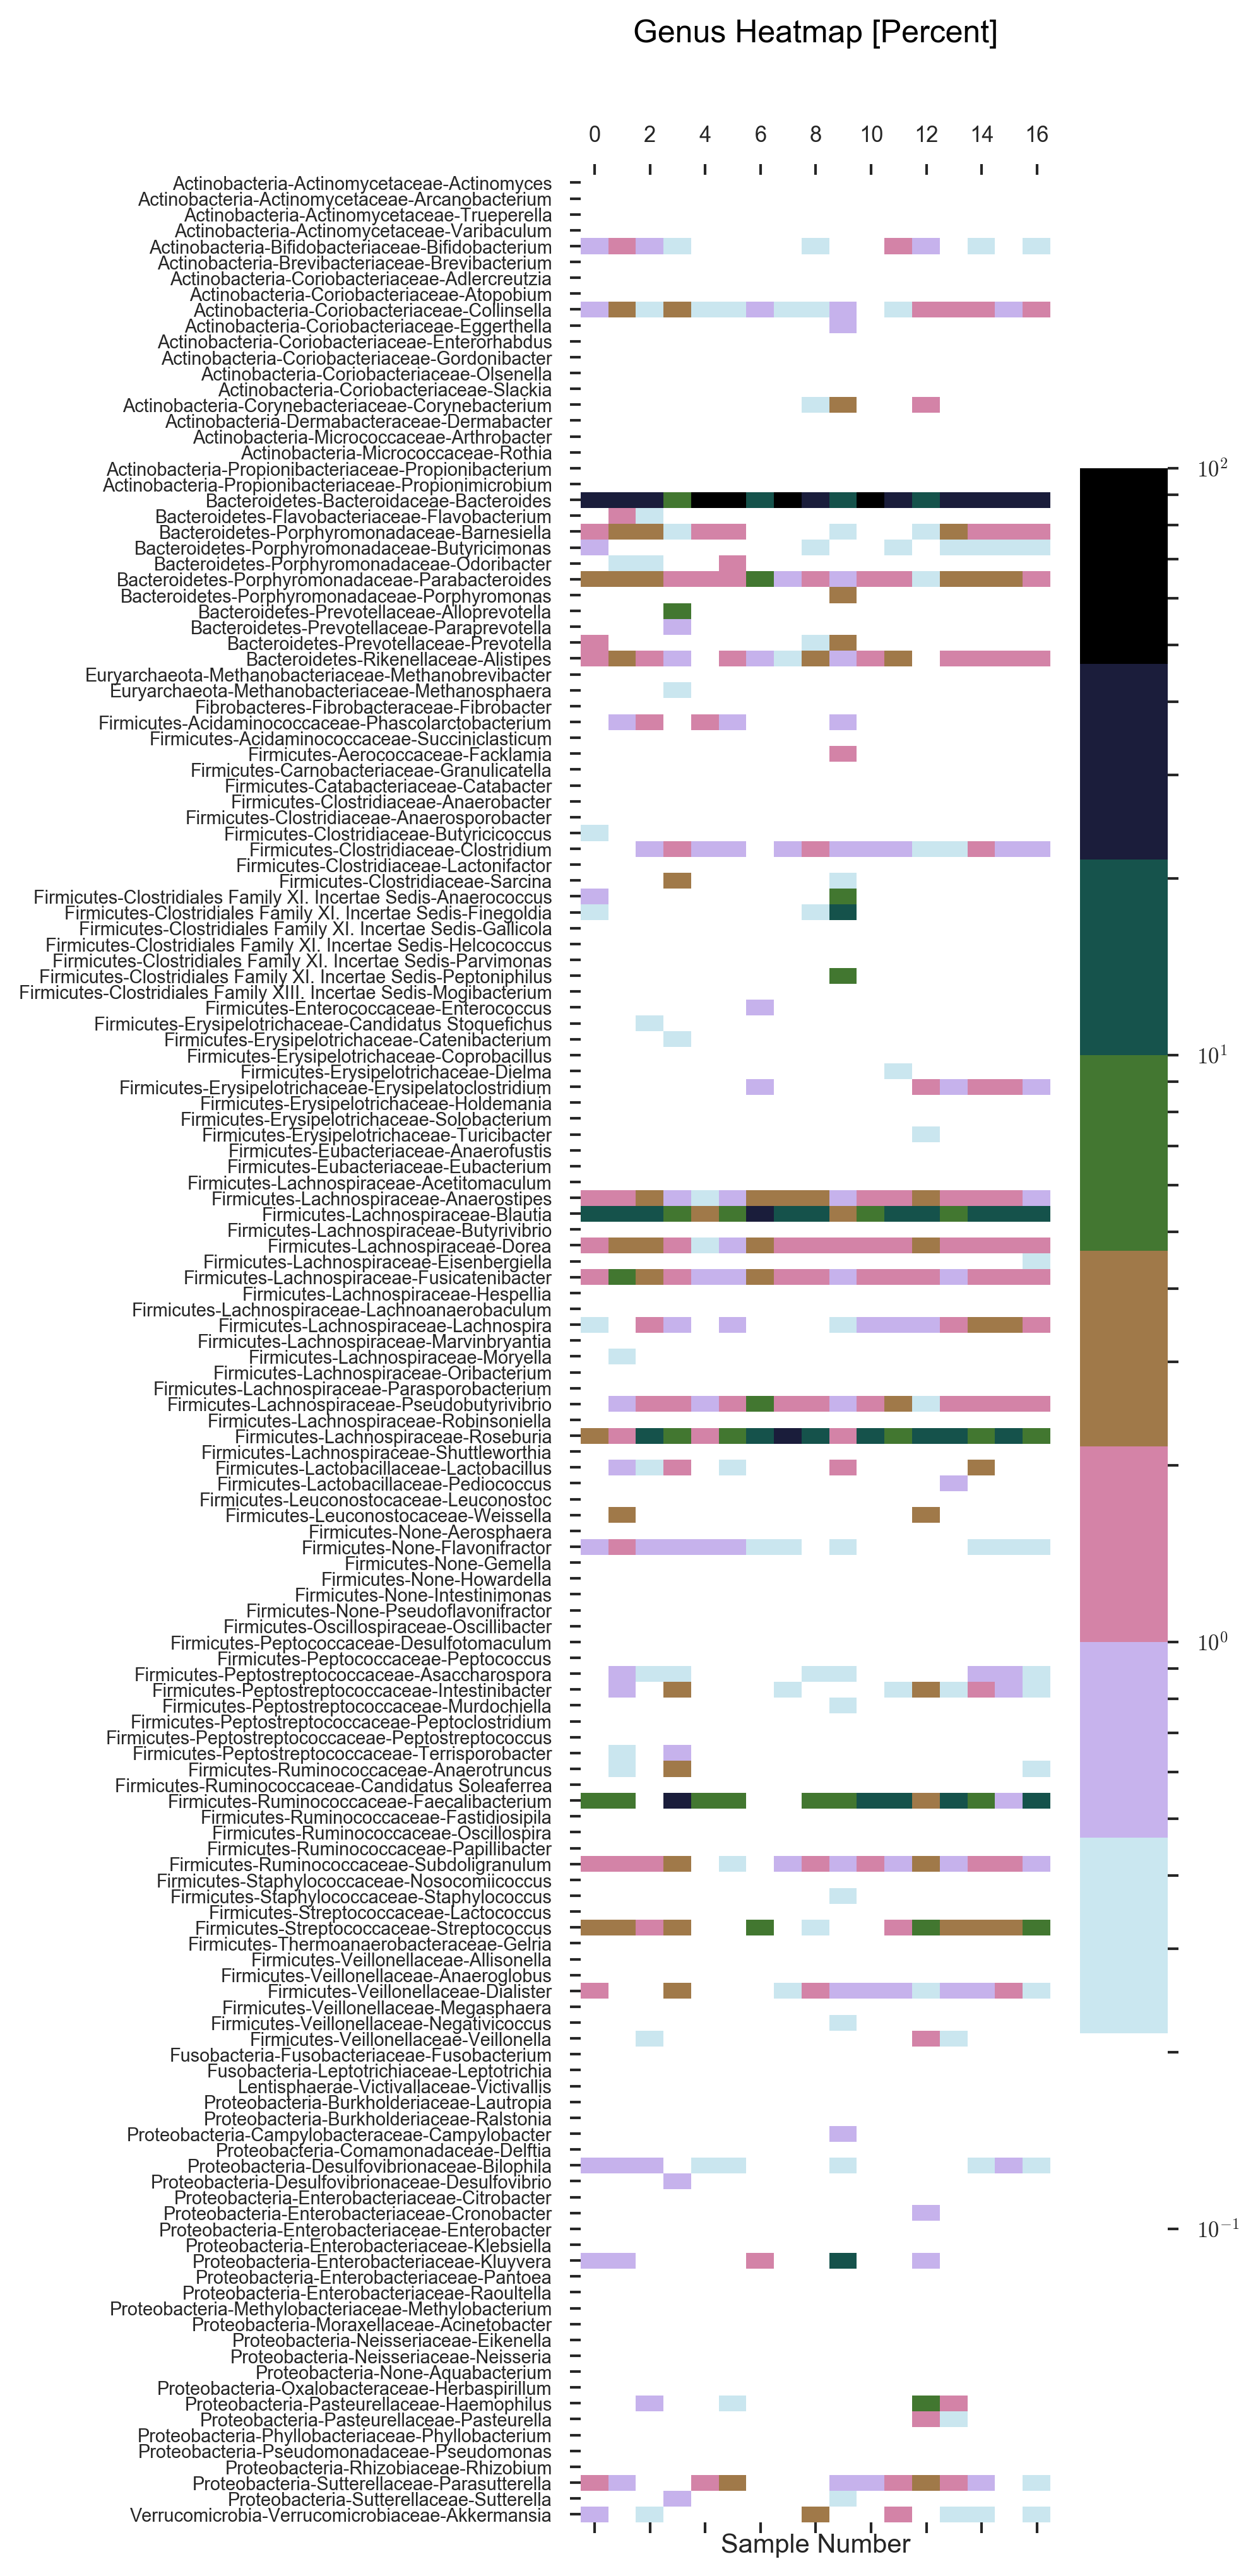 Genus Heatmap [Percent]
0 2 4 6 8 10 12 14 16
Actinobacteria-Actinomycetaceae-Actinomyces
Actinobacteria-Actinomycetaceae-Arcanobacterium
Actinobacteria-Actinomycetaceae-Trueperella
Actinobacteria-Actinomycetaceae-Varibaculum
Actinobacteria-Bifidobacteriaceae-Bifidobacterium
Actinobacteria-Brevibacteriaceae-Brevibacterium
Actinobacteria-Coriobacteriaceae-Adlercreutzia
Actinobacteria-Coriobacteriaceae-Atopobium
Actinobacteria-Coriobacteriaceae-Collinsella
Actinobacteria-Coriobacteriaceae-Eggerthella
Actinobacteria-Coriobacteriaceae-Enterorhabdus
Actinobacteria-Coriobacteriaceae-Gordonibacter
Actinobacteria-Coriobacteriaceae-Olsenella
Actinobacteria-Coriobacteriaceae-Slackia
Actinobacteria-Corynebacteriaceae-Corynebacterium
Actinobacteria-Dermabacteraceae-Dermabacter
Actinobacteria-Micrococcaceae-Arthrobacter
Actinobacteria-Micrococcaceae-Rothia
Actinobacteria-Propionibacteriaceae-Propionibacterium
Actinobacteria-Propionibacteriaceae-Propionimicrobium
Bacteroidetes-Bacteroidaceae-Bacteroides
Bacteroidetes-Flavobacteriaceae-Flavobacterium
Bacteroidetes-Porphyromonadaceae-Barnesiella
Bacteroidetes-Porphyromonadaceae-Butyricimonas
Bacteroidetes-Porphyromonadaceae-Odoribacter
Bacteroidetes-Porphyromonadaceae-Parabacteroides
Bacteroidetes-Porphyromonadaceae-Porphyromonas
Bacteroidetes-Prevotellaceae-Alloprevotella
Bacteroidetes-Prevotellaceae-Paraprevotella
Bacteroidetes-Prevotellaceae-Prevotella
Bacteroidetes-Rikenellaceae-Alistipes
Euryarchaeota-Methanobacteriaceae-Methanobrevibacter
Euryarchaeota-Methanobacteriaceae-Methanosphaera
Fibrobacteres-Fibrobacteraceae-Fibrobacter
Firmicutes-Acidaminococcaceae-Phascolarctobacterium
Firmicutes-Acidaminococcaceae-Succiniclasticum
Firmicutes-Aerococcaceae-Facklamia
Firmicutes-Carnobacteriaceae-Granulicatella
Firmicutes-Catabacteriaceae-Catabacter
Firmicutes-Clostridiaceae-Anaerobacter
Firmicutes-Clostridiaceae-Anaerosporobacter
Firmicutes-Clostridiaceae-Butyricicoccus
Firmicutes-Clostridiaceae-Clostridium
Firmicutes-Clostridiaceae-Lactonifactor
Firmicutes-Clostridiaceae-Sarcina
Firmicutes-Clostridiales Family XI. Incertae Sedis-Anaerococcus
Firmicutes-Clostridiales Family XI. Incertae Sedis-Finegoldia
Firmicutes-Clostridiales Family XI. Incertae Sedis-Gallicola
Firmicutes-Clostridiales Family XI. Incertae Sedis-Helcococcus
Firmicutes-Clostridiales Family XI. Incertae Sedis-Parvimonas
Firmicutes-Clostridiales Family XI. Incertae Sedis-Peptoniphilus
Firmicutes-Clostridiales Family XIII. Incertae Sedis-Mogibacterium
Firmicutes-Enterococcaceae-Enterococcus
Firmicutes-Erysipelotrichaceae-Candidatus Stoquefichus
Firmicutes-Erysipelotrichaceae-Catenibacterium
Firmicutes-Erysipelotrichaceae-Coprobacillus
Firmicutes-Erysipelotrichaceae-Dielma
Firmicutes-Erysipelotrichaceae-Erysipelatoclostridium
Firmicutes-Erysipelotrichaceae-Holdemania
Firmicutes-Erysipelotrichaceae-Solobacterium
Firmicutes-Erysipelotrichaceae-Turicibacter
Firmicutes-Eubacteriaceae-Anaerofustis
Firmicutes-Eubacteriaceae-Eubacterium
Firmicutes-Lachnospiraceae-Acetitomaculum
Firmicutes-Lachnospiraceae-Anaerostipes
Firmicutes-Lachnospiraceae-Blautia
Firmicutes-Lachnospiraceae-Butyrivibrio
Firmicutes-Lachnospiraceae-Dorea
Firmicutes-Lachnospiraceae-Eisenbergiella
Firmicutes-Lachnospiraceae-Fusicatenibacter
Firmicutes-Lachnospiraceae-Hespellia
Firmicutes-Lachnospiraceae-Lachnoanaerobaculum
Firmicutes-Lachnospiraceae-Lachnospira
Firmicutes-Lachnospiraceae-Marvinbryantia
Firmicutes-Lachnospiraceae-Moryella
Firmicutes-Lachnospiraceae-Oribacterium
Firmicutes-Lachnospiraceae-Parasporobacterium
Firmicutes-Lachnospiraceae-Pseudobutyrivibrio
Firmicutes-Lachnospiraceae-Robinsoniella
Firmicutes-Lachnospiraceae-Roseburia
Firmicutes-Lachnospiraceae-Shuttleworthia
Firmicutes-Lactobacillaceae-Lactobacillus
Firmicutes-Lactobacillaceae-Pediococcus
Firmicutes-Leuconostocaceae-Leuconostoc
Firmicutes-Leuconostocaceae-Weissella
Firmicutes-None-Aerosphaera
Firmicutes-None-Flavonifractor
Firmicutes-None-Gemella
Firmicutes-None-Howardella
Firmicutes-None-Intestinimonas
Firmicutes-None-Pseudoflavonifractor
Firmicutes-Oscillospiraceae-Oscillibacter
Firmicutes-Peptococcaceae-Desulfotomaculum
Firmicutes-Peptococcaceae-Peptococcus
Firmicutes-Peptostreptococcaceae-Asaccharospora
Firmicutes-Peptostreptococcaceae-Intestinibacter
Firmicutes-Peptostreptococcaceae-Murdochiella
Firmicutes-Peptostreptococcaceae-Peptoclostridium
Firmicutes-Peptostreptococcaceae-Peptostreptococcus
Firmicutes-Peptostreptococcaceae-Terrisporobacter
Firmicutes-Ruminococcaceae-Anaerotruncus
Firmicutes-Ruminococcaceae-Candidatus Soleaferrea
Firmicutes-Ruminococcaceae-Faecalibacterium
Firmicutes-Ruminococcaceae-Fastidiosipila
Firmicutes-Ruminococcaceae-Oscillospira
Firmicutes-Ruminococcaceae-Papillibacter
Firmicutes-Ruminococcaceae-Subdoligranulum
Firmicutes-Staphylococcaceae-Nosocomiicoccus
Firmicutes-Staphylococcaceae-Staphylococcus
Firmicutes-Streptococcaceae-Lactococcus
Firmicutes-Streptococcaceae-Streptococcus
Firmicutes-Thermoanaerobacteraceae-Gelria
Firmicutes-Veillonellaceae-Allisonella
Firmicutes-Veillonellaceae-Anaeroglobus
Firmicutes-Veillonellaceae-Dialister
Firmicutes-Veillonellaceae-Megasphaera
Firmicutes-Veillonellaceae-Negativicoccus
Firmicutes-Veillonellaceae-Veillonella
Fusobacteria-Fusobacteriaceae-Fusobacterium
Fusobacteria-Leptotrichiaceae-Leptotrichia
Lentisphaerae-Victivallaceae-Victivallis
Proteobacteria-Burkholderiaceae-Lautropia
Proteobacteria-Burkholderiaceae-Ralstonia
Proteobacteria-Campylobacteraceae-Campylobacter
Proteobacteria-Comamonadaceae-Delftia
Proteobacteria-Desulfovibrionaceae-Bilophila
Proteobacteria-Desulfovibrionaceae-Desulfovibrio
Proteobacteria-Enterobacteriaceae-Citrobacter
Proteobacteria-Enterobacteriaceae-Cronobacter
Proteobacteria-Enterobacteriaceae-Enterobacter
Proteobacteria-Enterobacteriaceae-Klebsiella
Proteobacteria-Enterobacteriaceae-Kluyvera
Proteobacteria-Enterobacteriaceae-Pantoea
Proteobacteria-Enterobacteriaceae-Raoultella
Proteobacteria-Methylobacteriaceae-Methylobacterium
Proteobacteria-Moraxellaceae-Acinetobacter
Proteobacteria-Neisseriaceae-Eikenella
Proteobacteria-Neisseriaceae-Neisseria
Proteobacteria-None-Aquabacterium
Proteobacteria-Oxalobacteraceae-Herbaspirillum
Proteobacteria-Pasteurellaceae-Haemophilus
Proteobacteria-Pasteurellaceae-Pasteurella
Proteobacteria-Phyllobacteriaceae-Phyllobacterium
Proteobacteria-Pseudomonadaceae-Pseudomonas
Proteobacteria-Rhizobiaceae-Rhizobium
Proteobacteria-Sutterellaceae-Parasutterella
Proteobacteria-Sutterellaceae-Sutterella
Verrucomicrobia-Verrucomicrobiaceae-Akkermansia
Sample Number
10²
10¹
10⁰
10⁻¹